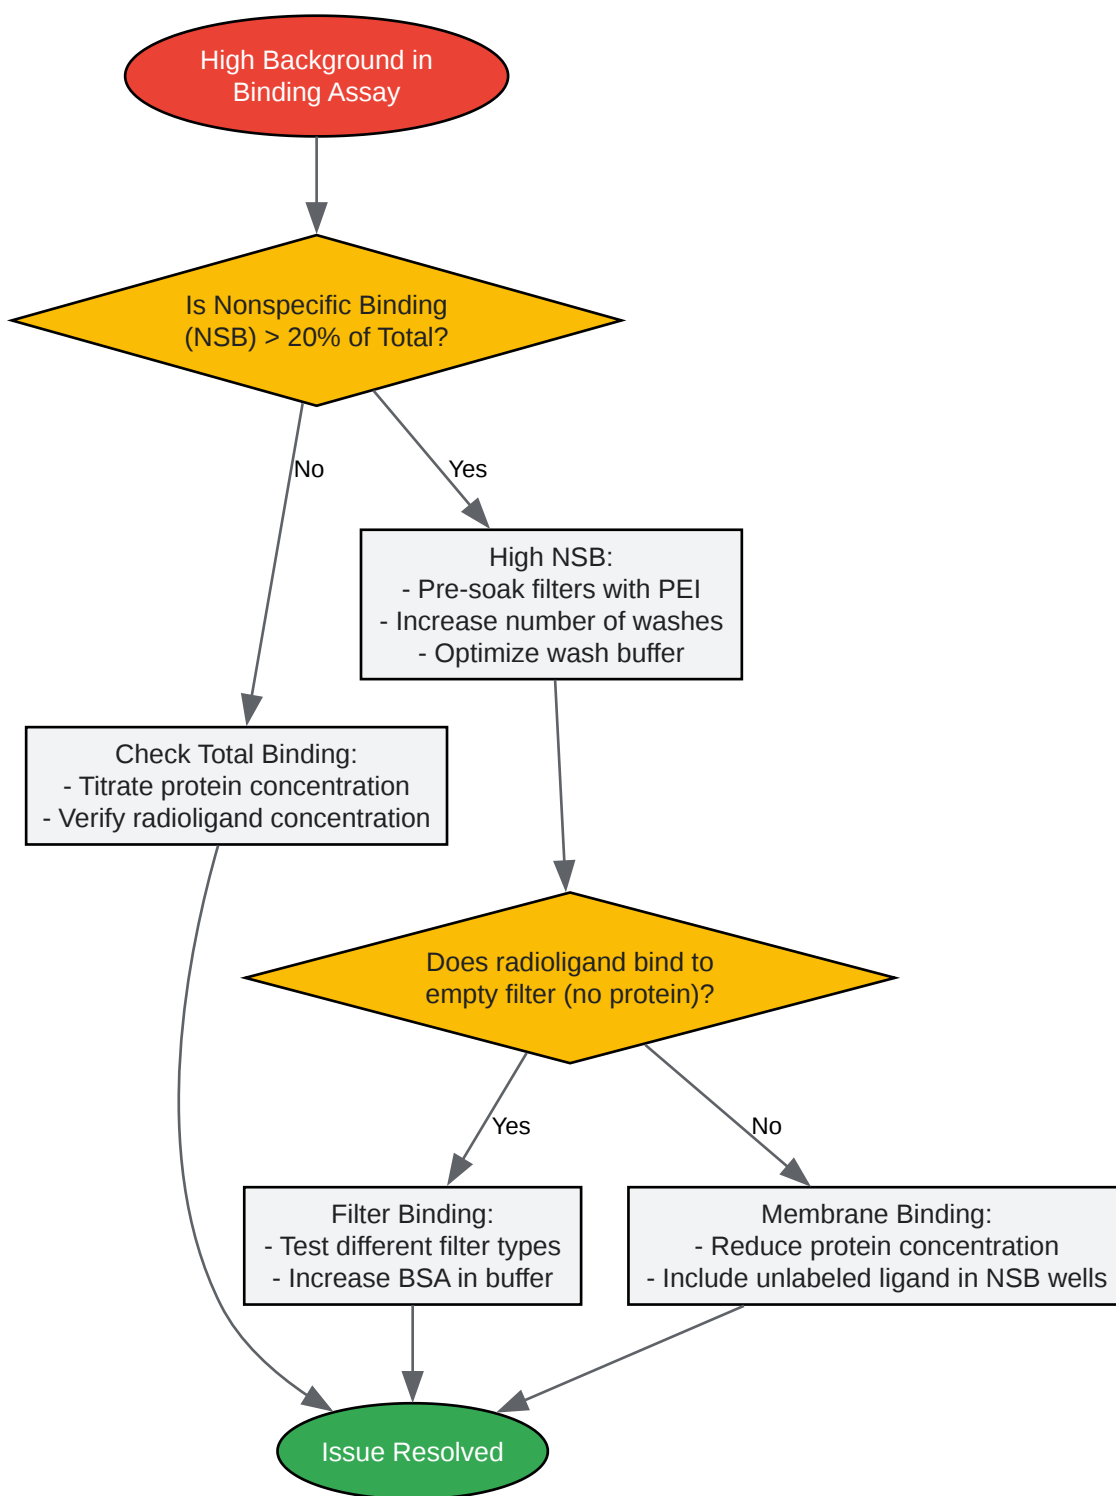 High Background in
Binding Assay
Is Nonspecific Binding
(NSB) > 20% of Total?
No
Yes
High NSB:
- Pre-soak filters with PEI
- Increase number of washes
- Optimize wash buffer
Check Total Binding:
- Titrate protein concentration
- Verify radioligand concentration
Does radioligand bind to
empty filter (no protein)?
Yes
No
Filter Binding:
- Test different filter types
- Increase BSA in buffer
Membrane Binding:
- Reduce protein concentration
- Include unlabeled ligand in NSB wells
Issue Resolved